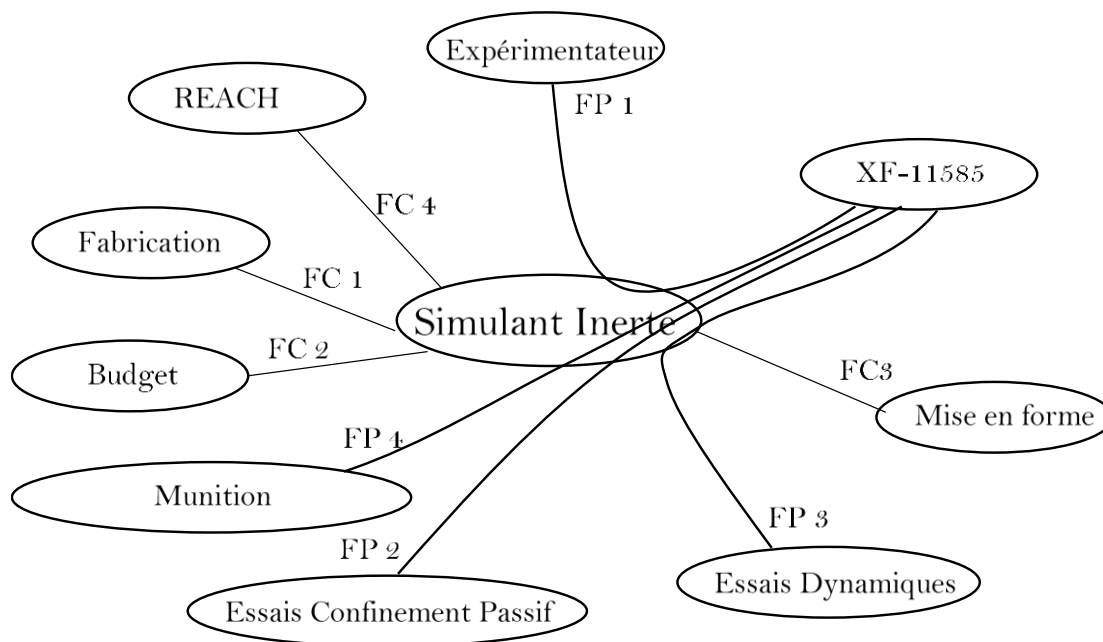 Expérimentateur
FP 1
REACH
XF-11585
FC 4
Fabrication
FC 1
Simulant Inerte
FC 2
Budget
FC3
Mise en forme
FP 4
Munition
FP 3
FP 2
Essais Dynamiques
Essais Confinement Passif